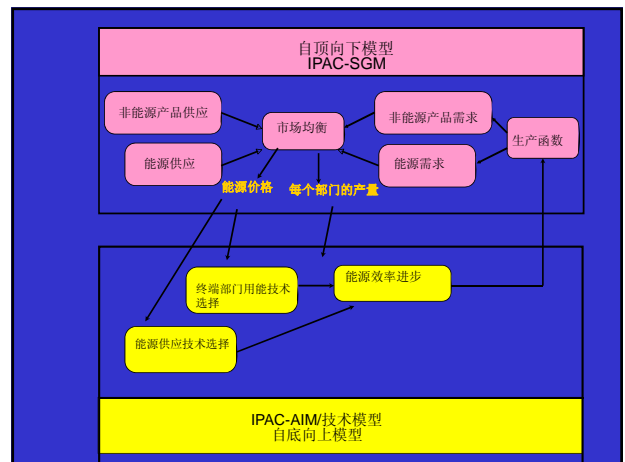 自顶向下模型
IPAC-SGM
非能源产品供应
市场均衡
非能源产品需求
生产函数
能源供应
能源需求
能源价格
每个部门的产量
终端部门用能技术
选择
能源效率进步
能源供应技术选择
IPAC-AIM/技术模型
自底向上模型